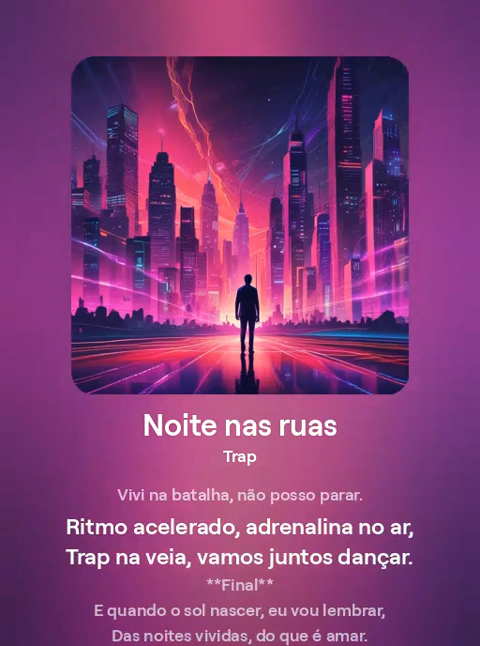 Noite nas ruas
Trap
Vivi na batalha, não posso parar.
Ritmo acelerado, adrenalina no ar,
Trap na veia, vamos juntos dançar.
**Final**
E quando o sol nascer, eu vou lembrar,
Das noites vividas, do que é amar.